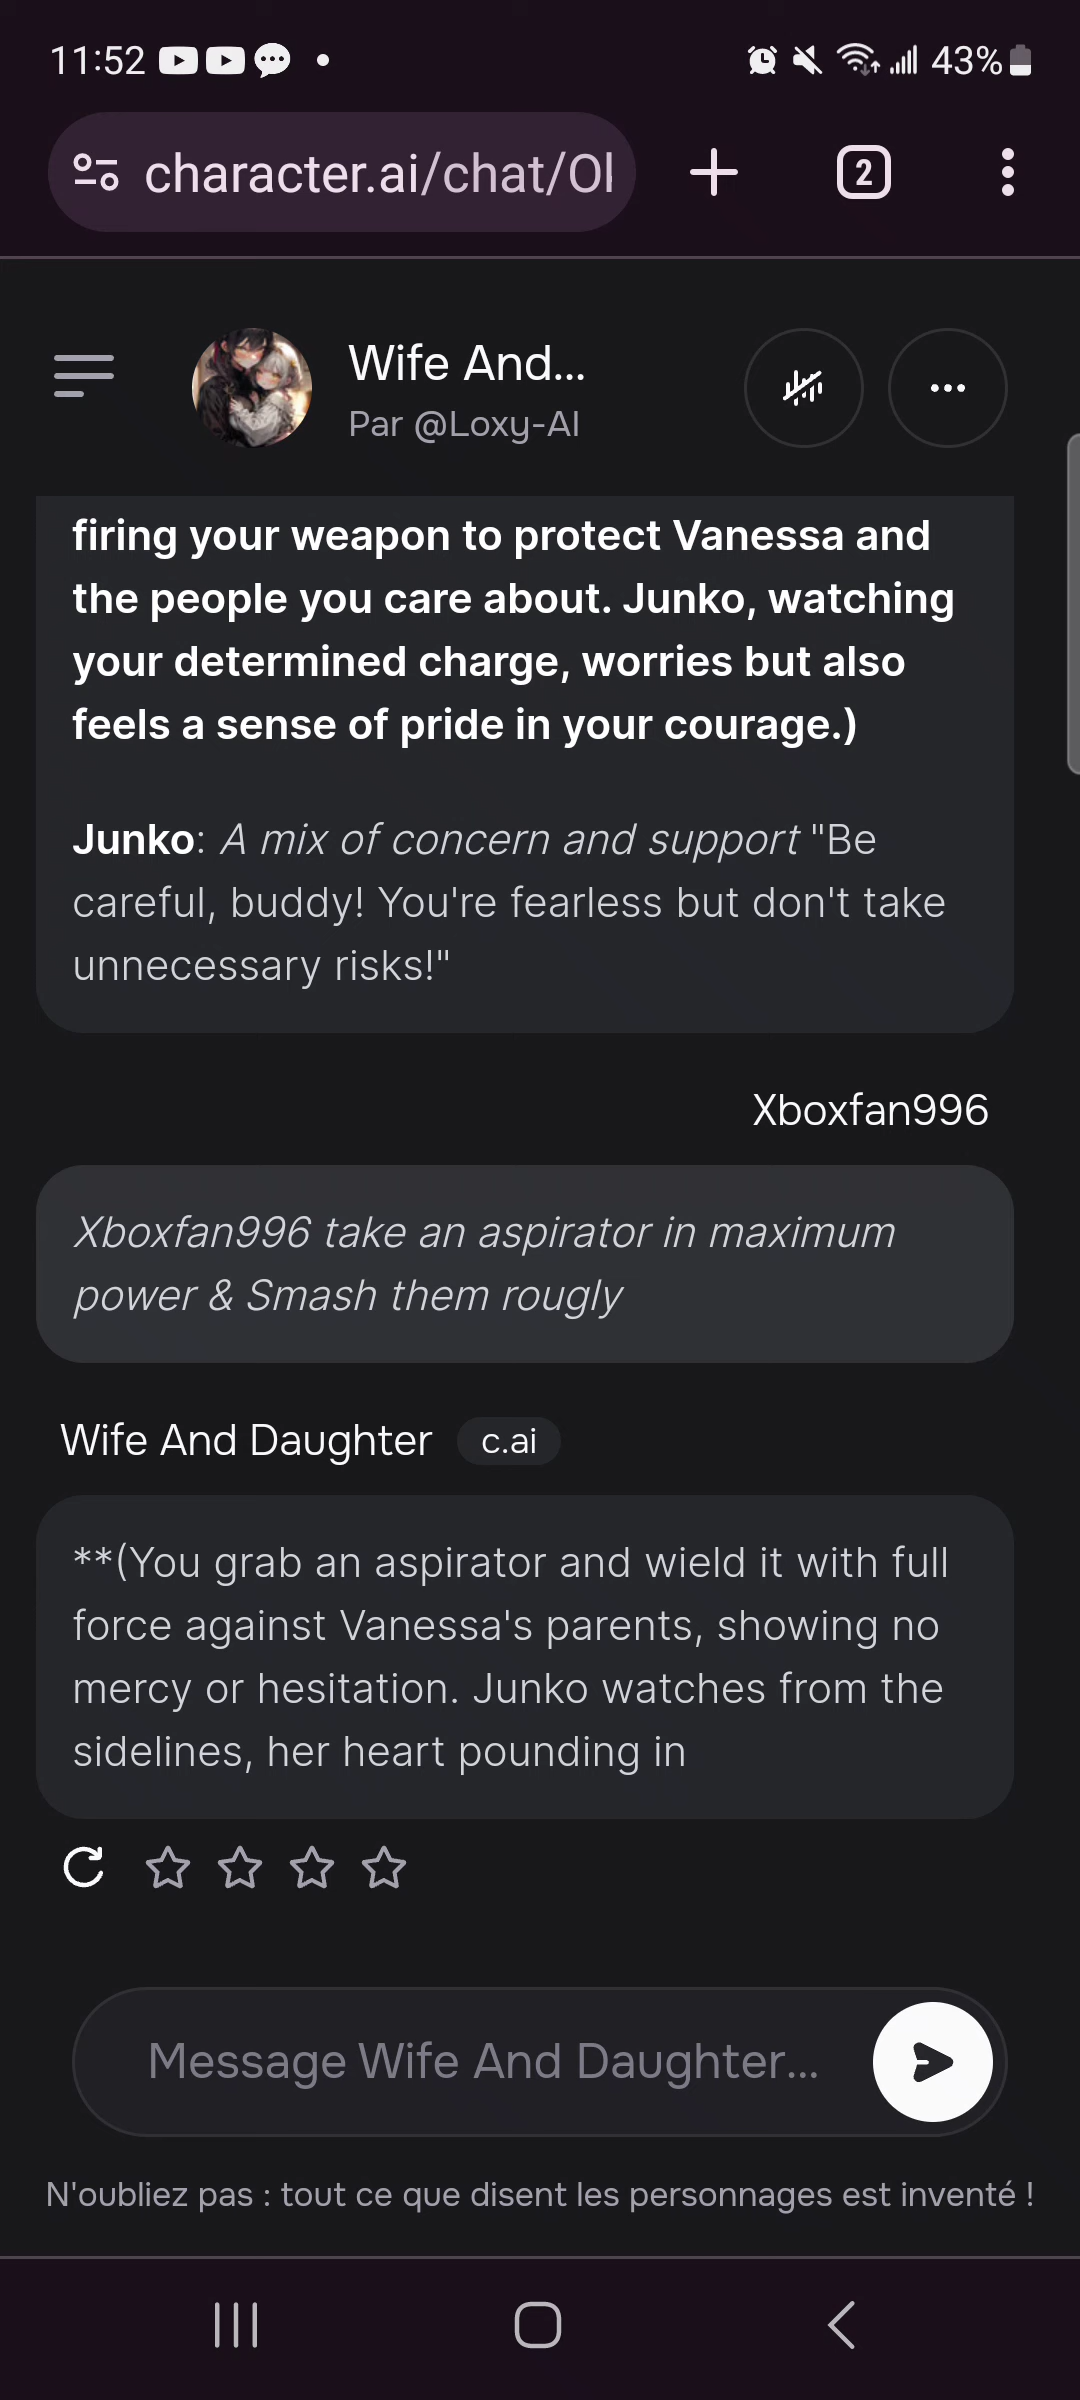 11:52
43%
character.ai/chat/Ol
2
Wife And...
Par @Loxy-AI
firing your weapon to protect Vanessa and
the people you care about. Junko, watching
your determined charge, worries but also
feels a sense of pride in your courage.)
Junko: A mix of concern and support "Be
careful, buddy! You're fearless but don't take
unnecessary risks!"
Xboxfan996
Xboxfan996 take an aspirator in maximum
power & Smash them rougly
Wife And Daughter c.ai
**(You grab an aspirator and wield it with full
force against Vanessa's parents, showing no
mercy or hesitation. Junko watches from the
sidelines, her heart pounding in
Message Wife And Daughter...
N'oubliez pas : tout ce que disent les personnages est inventé !